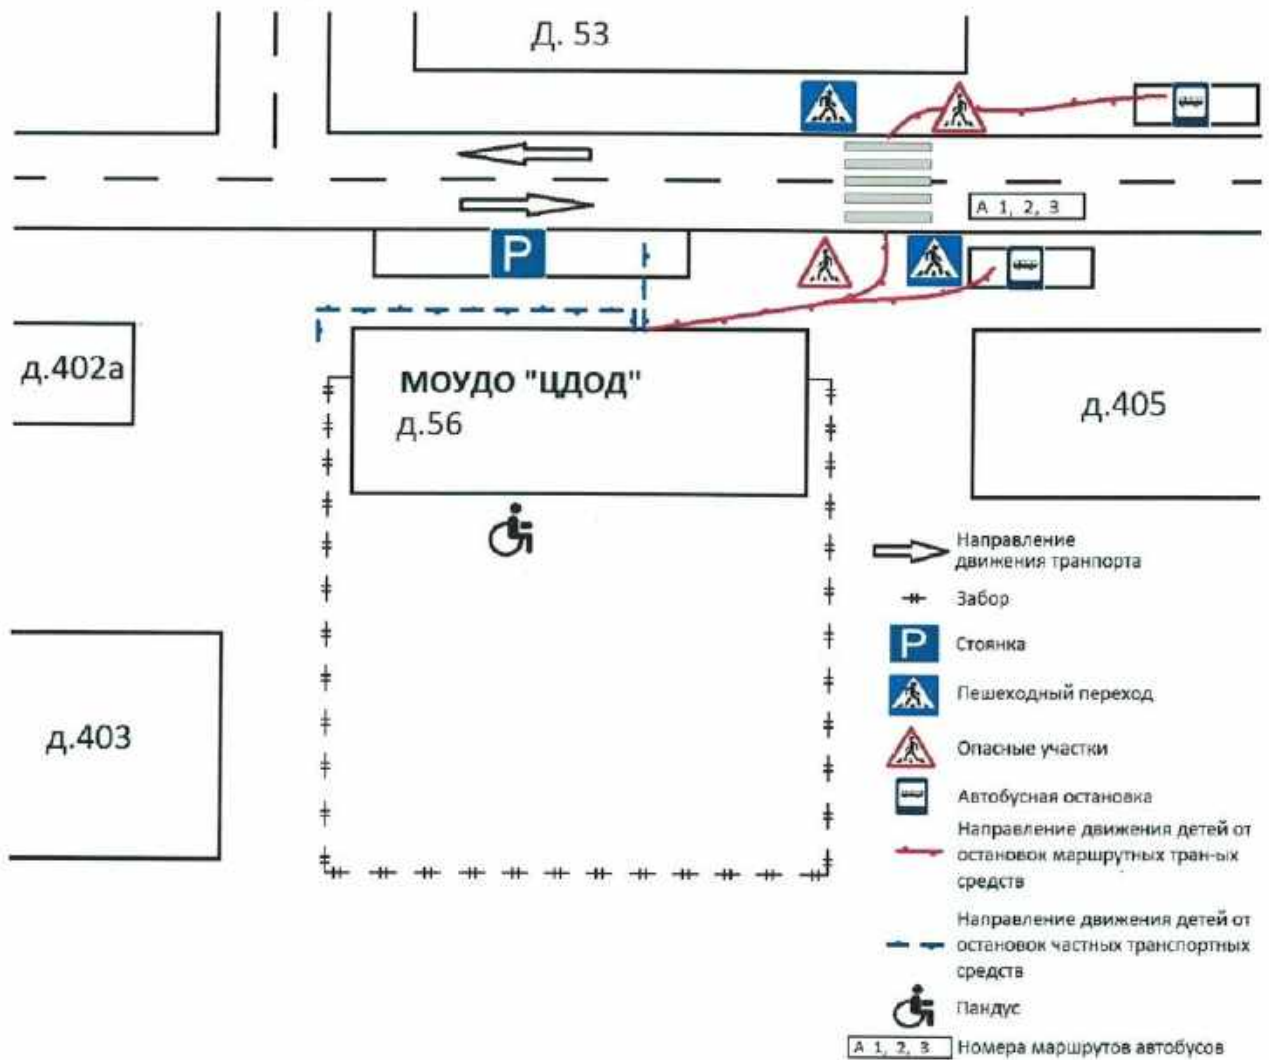 Д. 53
А 1, 2, 3
P
д.402а
МОУДО "ЦДОД"
д.56
д.405
д.403
Направление
движения транпорта
Забор
P
Стоянка
Пешеходный переход
Опасные участки
Автобусная остановка
Направление движения детей от
остановок маршрутных тран-ых
средств
Направление движения детей от
остановок частных транспортных
средств
Пандус
А 1, 2, 3 Номера маршрутов автобусов